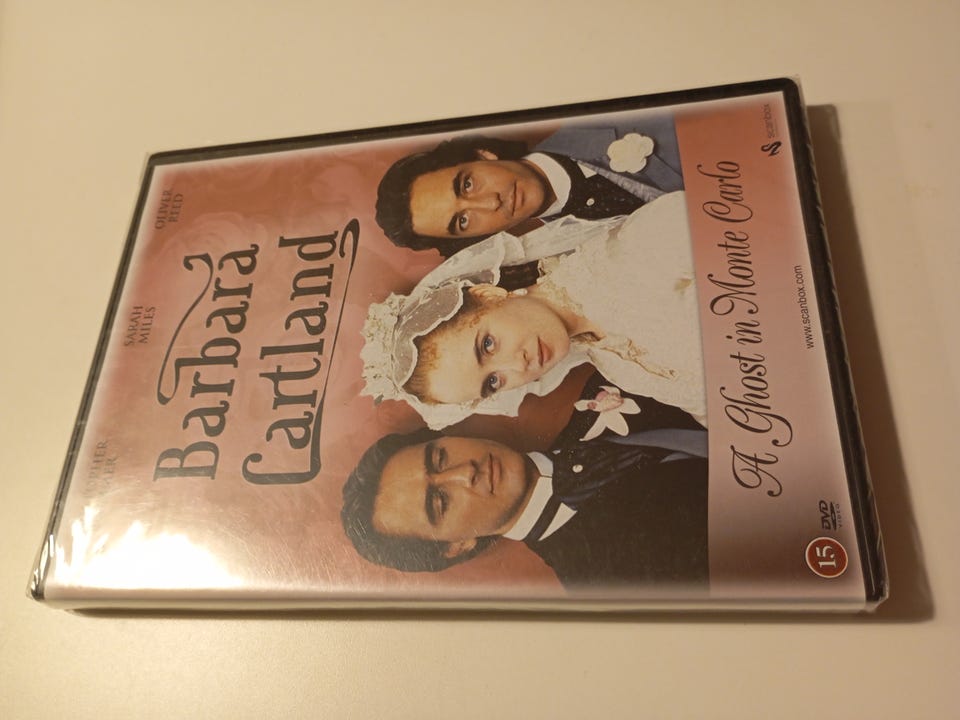 SARAH
MILES
OLIVER
REED
Barbara
Cartland
A Ghost in Monte Carlo
www.scanbox.com
15
DVD
VIDEO
scanbox